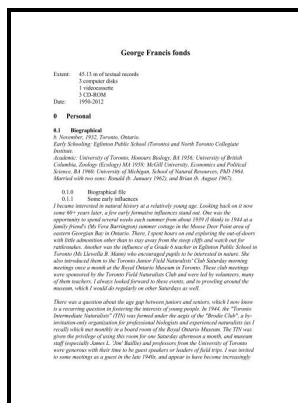 George Francis fonds
Extent: 45.13 m of textual records
3 computer disks
1 videocassette
3 CD-ROM
Date: 1950-2012
0 Personal
0.1 Biographical
b. November, 1932, Toronto, Ontario.
Early Schooling: Eglinton Public School (Toronto) and North Toronto Collegiate
Institute.
Academic: University of Toronto, Honours Biology, BA 1956; University of British
Columbia, Zoology (Ecology) MA 1958; McGill University, Economics and Political
Science, BA 1960; University of Michigan, School of Natural Resources, PhD 1964.
Married with two sons: Ronald (b. January 1962), and Brian (b. August 1967).
0.1.0 Biographical file
0.1.1 Some early influences
I became interested in natural history at a relatively young age. Looking back on it now
some 60+ years later, a few early formative influences stand out. One was the
opportunity to spend several weeks each summer from about 1939 (I think) to 1944 at a
family friend's (Ms Vera Barrington) summer cottage in the Moose Deer Point area of
eastern Georgian Bay in Ontario. There, I spent hours on end exploring the out-of-doors
with little admonition other than to stay away from the steep cliffs and watch out for
rattlesnakes. Another was the influence of a Grade 6 teacher in Eglinton Public School in
Toronto (Ms Llewella B. Mann) who encouraged pupils to be interested in nature. She
also introduced them to the Toronto Junior Field Naturalists' Club Saturday morning
meetings once a month at the Royal Ontario Museum in Toronto. These club meetings
were sponsored by the Toronto Field Naturalists Club and were led by volunteers, many
of them teachers. I always looked forward to these events, and to prowling around the
museum, which I would do regularly on other Saturdays as well.
There was a question about the age gap between juniors and seniors, which I now know
is a recurring question in fostering the interests of young people. In 1944, the "Toronto
Intermediate Naturalists" (TIN) was formed under the aegis of the "Brodie Club", a by-
invitation-only organization for professional biologists and experienced naturalists (as I
recall) which met monthly in a board room of the Royal Ontario Museum. The TIN was
given the privilege of using this room for one Saturday afternoon a month, and museum
staff (especially James L. 'Jim' Baillie) and professors from the University of Toronto
were generous with their time to be guest speakers or leaders of field trips. I was invited
to some meetings as a guest in the late 1940s, and appear to have become increasingly